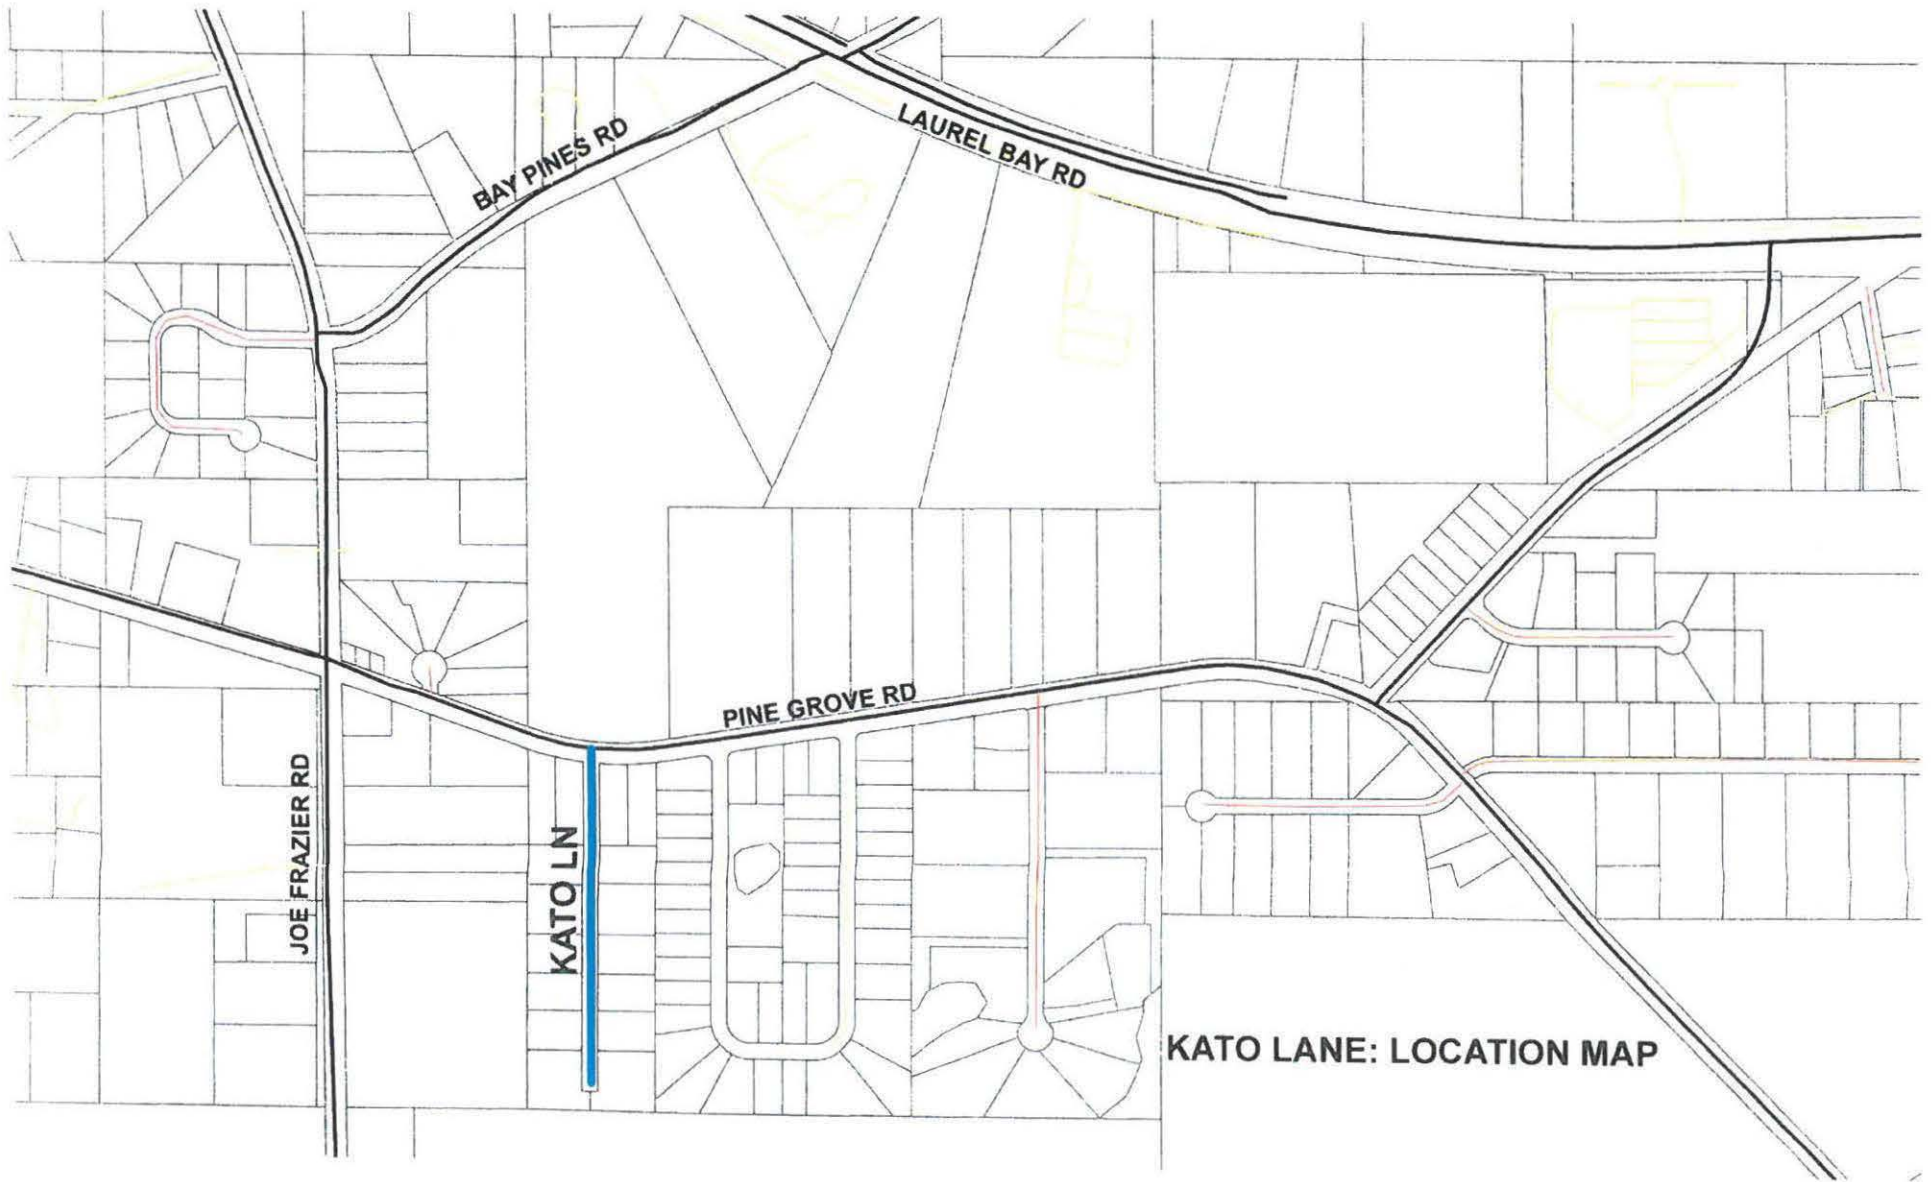 BAY PINES RD
LAUREL BAY RD
PINE GROVE RD
JOE FRAZIER RD
KATO LN
KATO LANE: LOCATION MAP